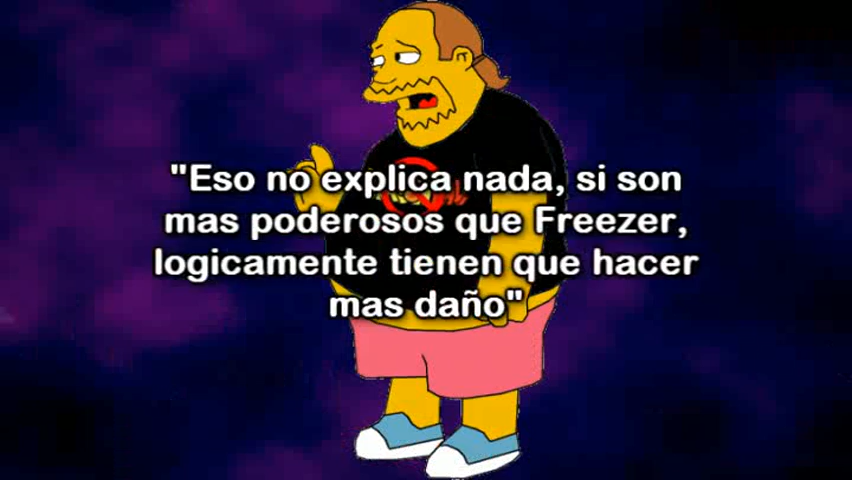 "Eso no explica nada, si son
mas poderosos que Freezer,
logicamente tienen que hacer
mas daño"